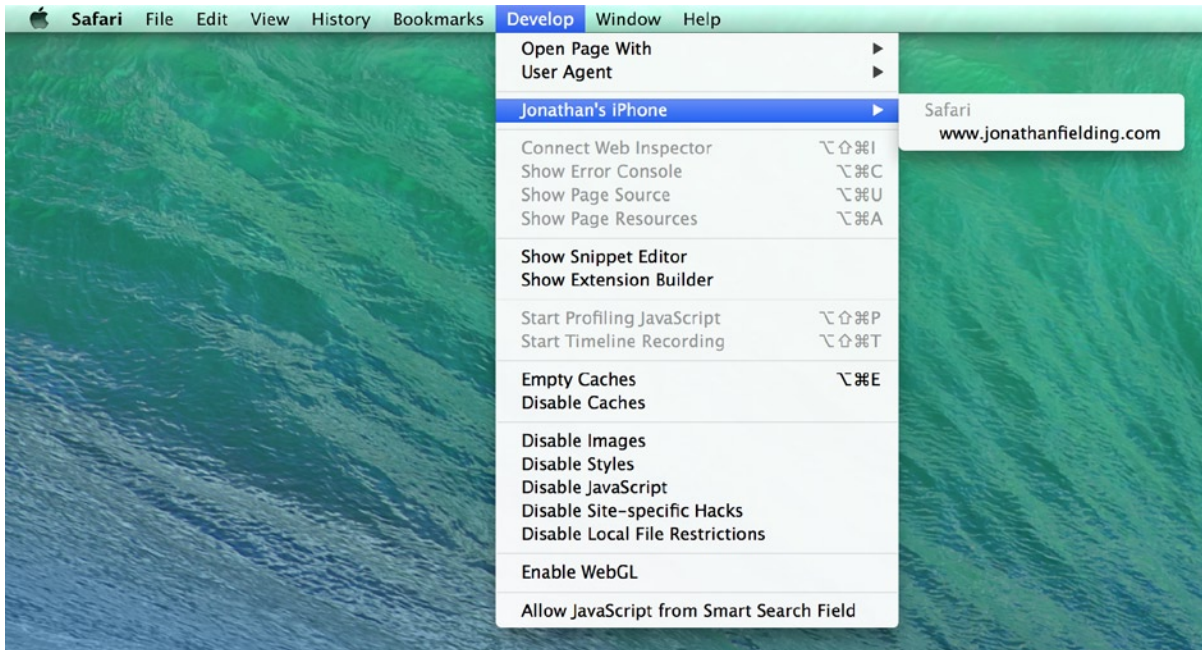 Safari File Edit View History Bookmarks Develop Window Help
Open Page With
User Agent
Jonathan's iPhone
Safari
www.jonathanfielding.com
Connect Web Inspector ⌥⇧⌘I
Show Error Console ⌥⌘C
Show Page Source ⌥⌘U
Show Page Resources ⌥⌘A
Show Snippet Editor
Show Extension Builder
Start Profiling JavaScript ⌥⇧⌘P
Start Timeline Recording ⌥⇧⌘T
Empty Caches ⌥⌘E
Disable Caches
Disable Images
Disable Styles
Disable JavaScript
Disable Site-specific Hacks
Disable Local File Restrictions
Enable WebGL
Allow JavaScript from Smart Search Field